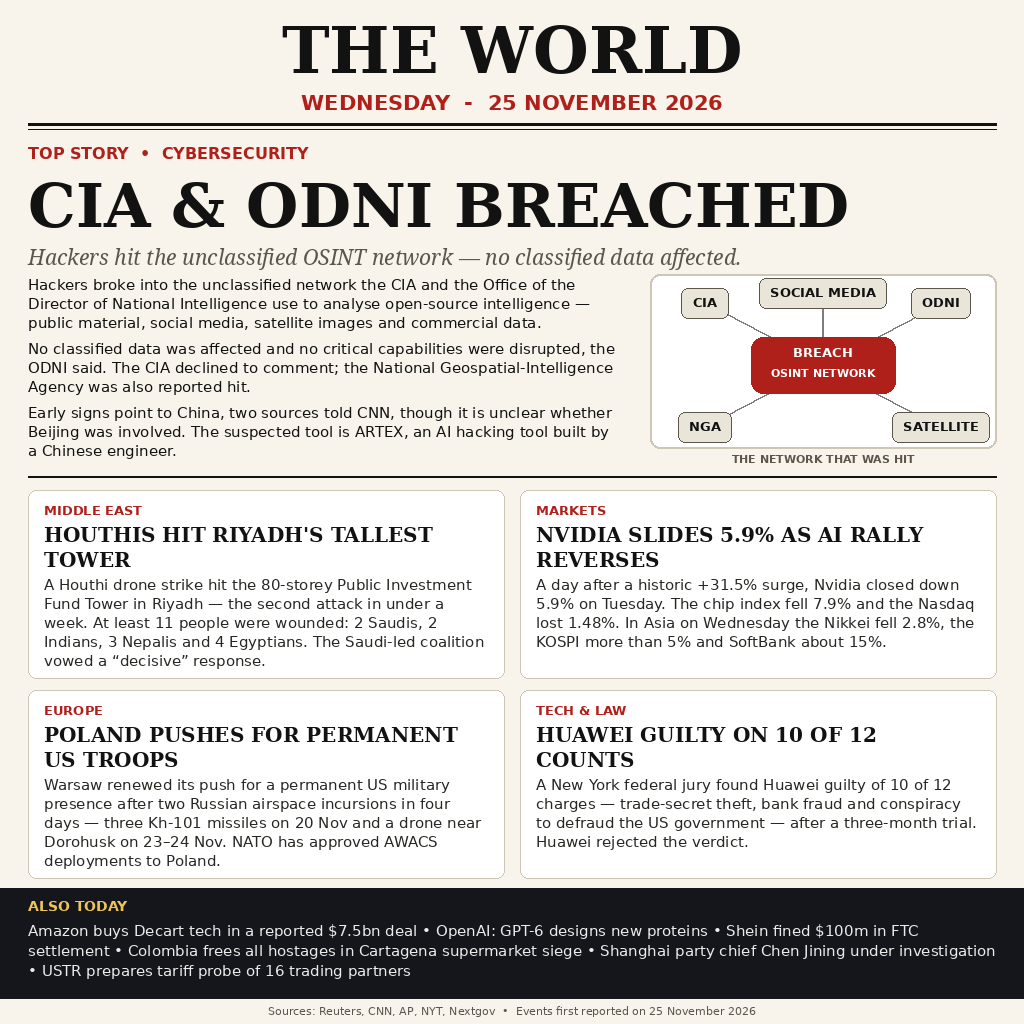 THE WORLD
WEDNESDAY - 25 NOVEMBER 2026
TOP STORY • CYBERSECURITY
CIA & ODNI BREACHED
Hackers hit the unclassified OSINT network — no classified data affected.
Hackers broke into the unclassified network the CIA and the Office of the
Director of National Intelligence use to analyse open-source intelligence —
public material, social media, satellite images and commercial data.
No classified data was affected and no critical capabilities were disrupted, the
ODNI said. The CIA declined to comment; the National Geospatial-Intelligence
Agency was also reported hit.
Early signs point to China, two sources told CNN, though it is unclear whether
Beijing was involved. The suspected tool is ARTEX, an AI hacking tool built by
a Chinese engineer.
CIA
SOCIAL MEDIA
ODNI
BREACH
OSINT NETWORK
NGA
SATELLITE
THE NETWORK THAT WAS HIT
MIDDLE EAST
HOUTHIS HIT RIYADH'S TALLEST
TOWER
A Houthi drone strike hit the 80-storey Public Investment
Fund Tower in Riyadh — the second attack in under a
week. At least 11 people were wounded: 2 Saudis, 2
Indians, 3 Nepalis and 4 Egyptians. The Saudi-led coalition
vowed a “decisive” response.
MARKETS
NVIDIA SLIDES 5.9% AS AI RALLY
REVERSES
A day after a historic +31.5% surge, Nvidia closed down
5.9% on Tuesday. The chip index fell 7.9% and the Nasdaq
lost 1.48%. In Asia on Wednesday the Nikkei fell 2.8%, the
KOSPI more than 5% and SoftBank about 15%.
EUROPE
POLAND PUSHES FOR PERMANENT
US TROOPS
Warsaw renewed its push for a permanent US military
presence after two Russian airspace incursions in four
days — three Kh-101 missiles on 20 Nov and a drone near
Dorohusk on 23–24 Nov. NATO has approved AWACS
deployments to Poland.
TECH & LAW
HUAWEI GUILTY ON 10 OF 12
COUNTS
A New York federal jury found Huawei guilty of 10 of 12
charges — trade-secret theft, bank fraud and conspiracy
to defraud the US government — after a three-month trial.
Huawei rejected the verdict.
ALSO TODAY
Amazon buys Decart tech in a reported $7.5bn deal • OpenAI: GPT-6 designs new proteins • Shein fined $100m in FTC
settlement • Colombia frees all hostages in Cartagena supermarket siege • Shanghai party chief Chen Jining under investigation
• USTR prepares tariff probe of 16 trading partners
Sources: Reuters, CNN, AP, NYT, Nextgov • Events first reported on 25 November 2026